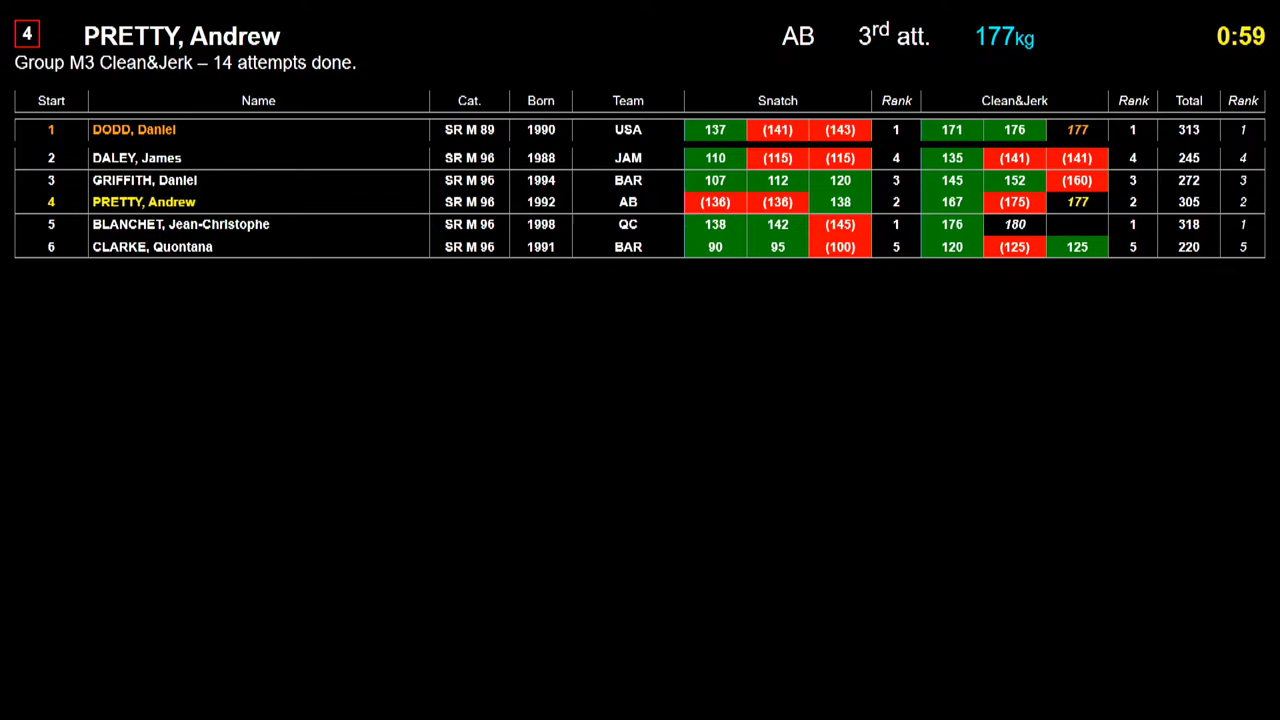 4 PRETTY, Andrew AB 3rd att. 177kg 0:59
Group M3 Clean&Jerk – 14 attempts done.
Start Name Cat. Born Team Snatch Rank Clean&Jerk Rank Total Rank
1 DODD, Daniel SR M 89 1990 USA 137 (141) (143) 1 171 176 177 1 313 1
2 DALEY, James SR M 96 1988 JAM 110 (115) (115) 4 135 (141) (141) 4 245 4
3 GRIFFITH, Daniel SR M 96 1994 BAR 107 112 120 3 145 152 (160) 3 272 3
4 PRETTY, Andrew SR M 96 1992 AB (136) (136) 138 2 167 (175) 177 2 305 2
5 BLANCHET, Jean-Christophe SR M 96 1998 QC 138 142 (145) 1 176 180 1 318 1
6 CLARKE, Quontana SR M 96 1991 BAR 90 95 (100) 5 120 (125) 125 5 220 5